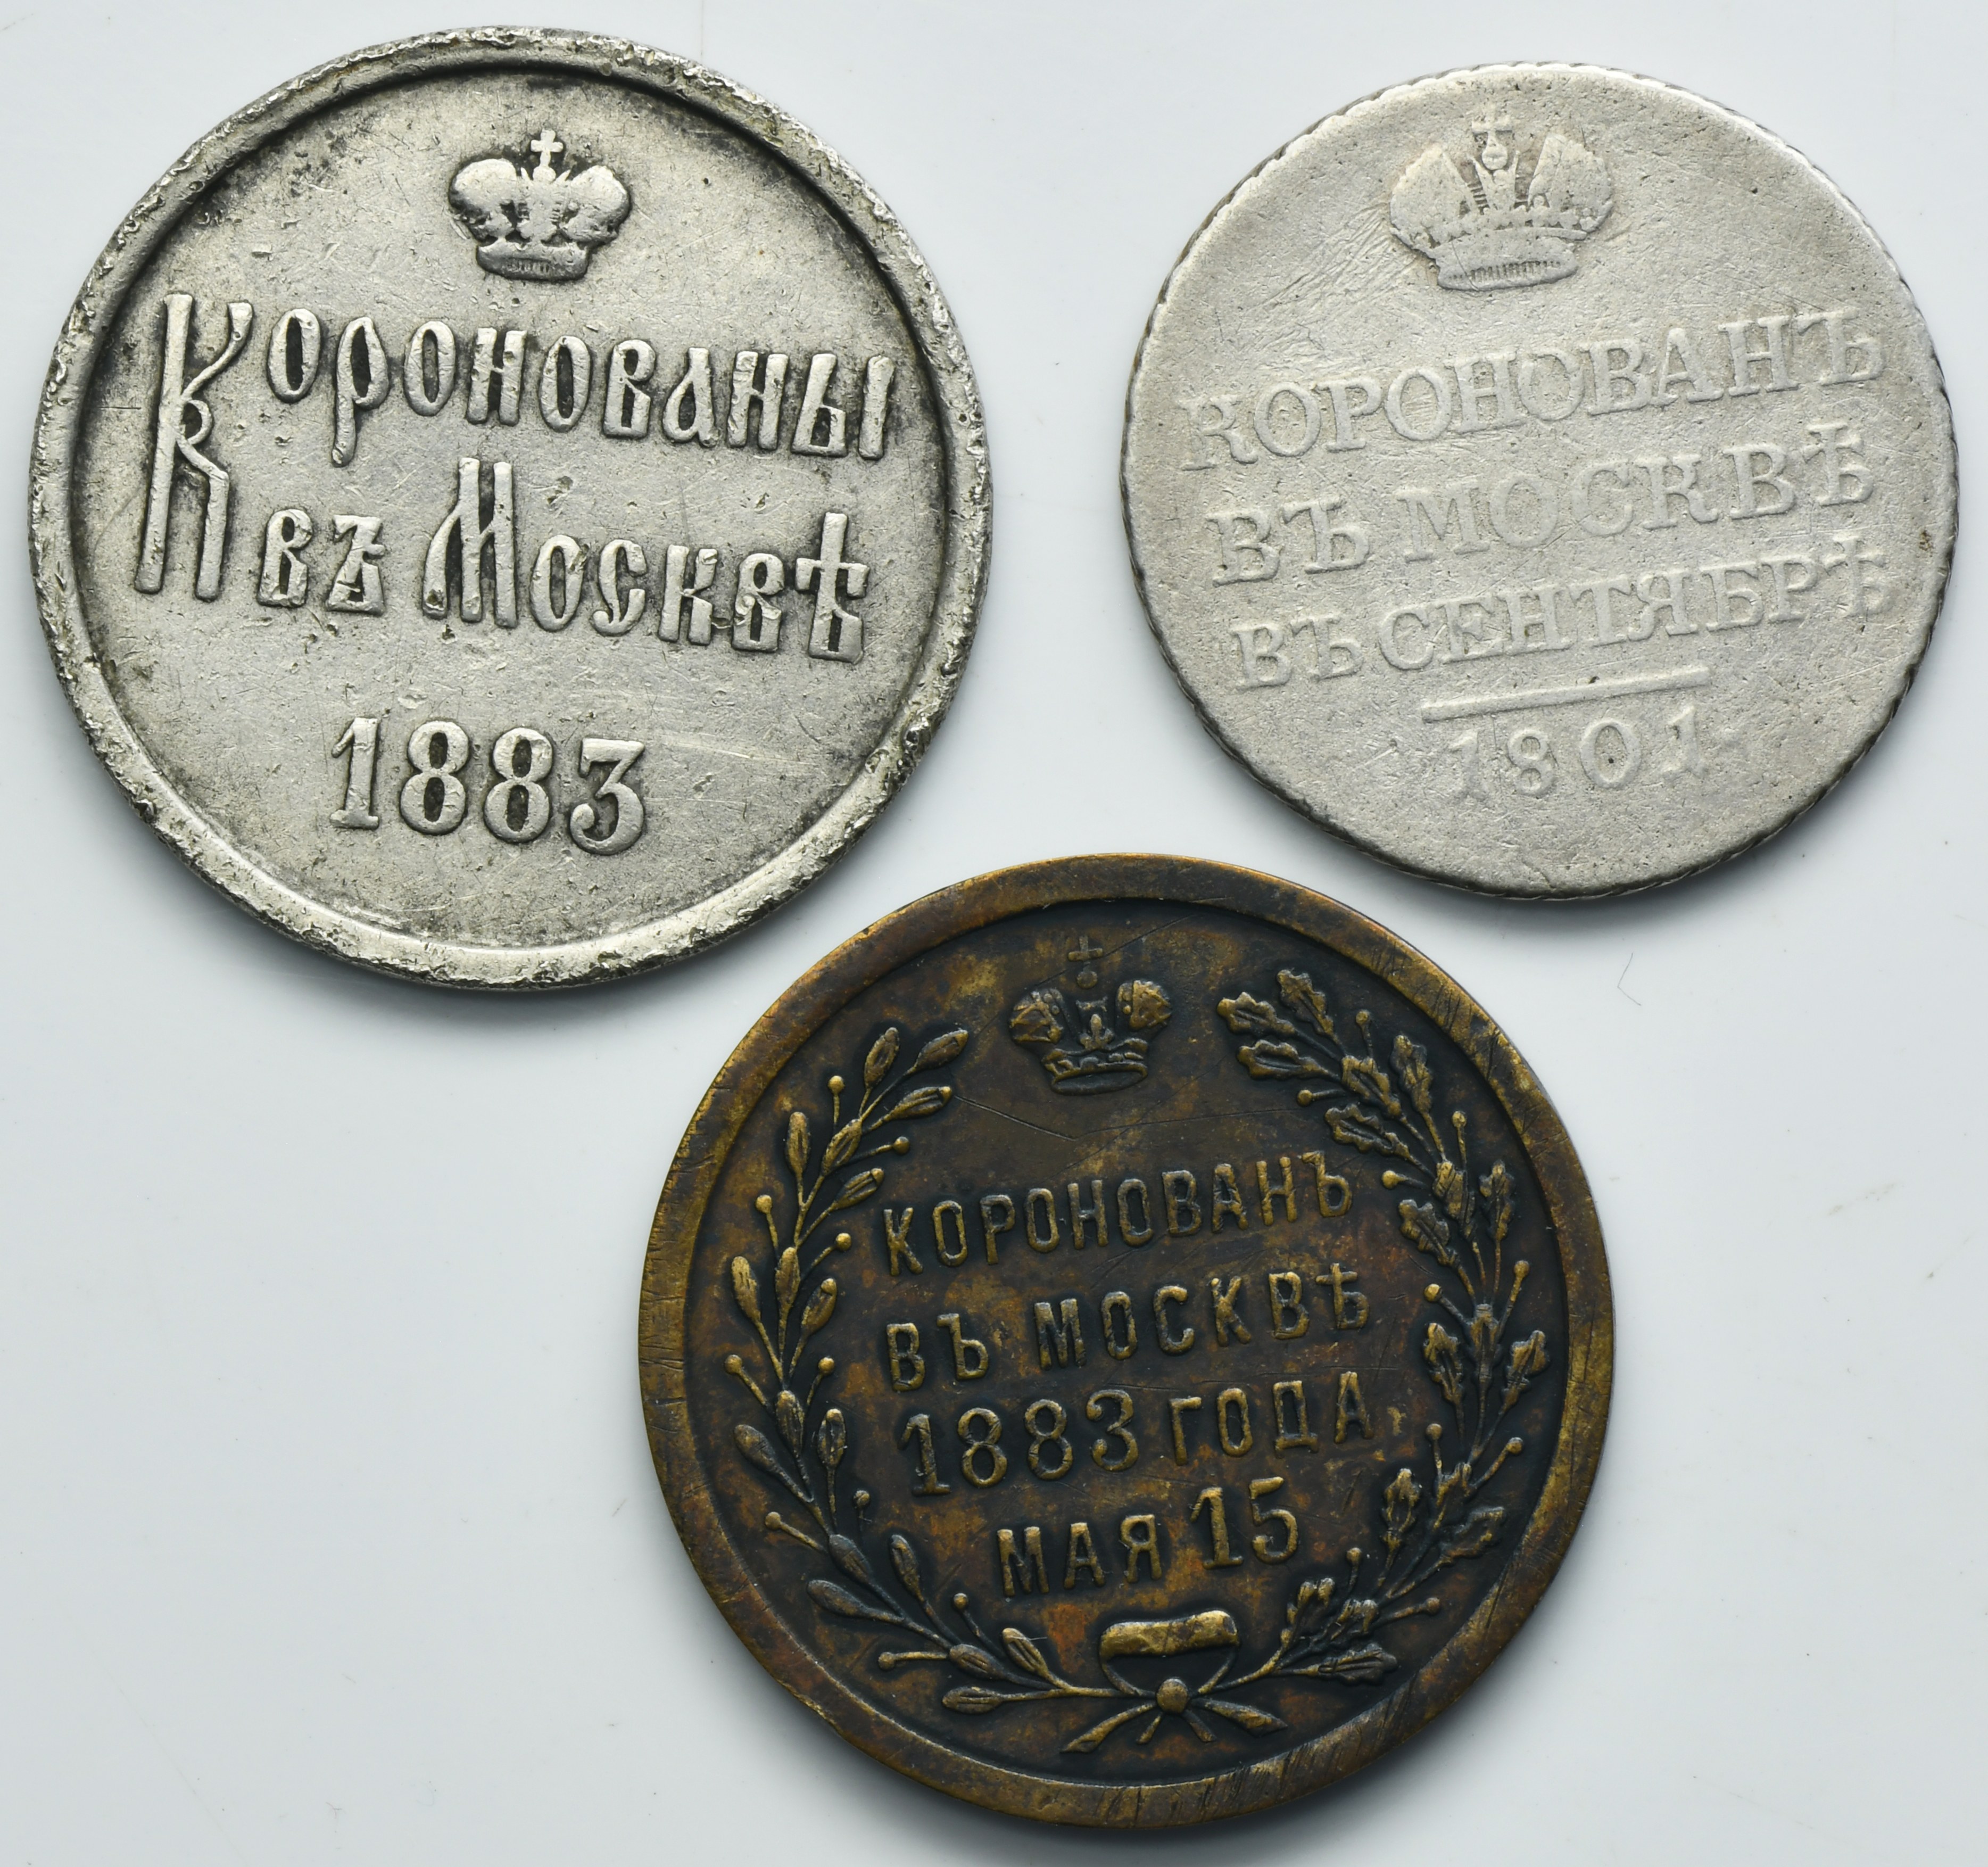 Коронованы
въ Москвѣ
1883
КОРОНОВАНЪ
ВЪ МОСКВѢ
ВЪ СЕНТЯБРѢ
1801
КОРОНОВАНЪ
ВЪ МОСКВѢ
1883 ГОДА
МАЯ 15